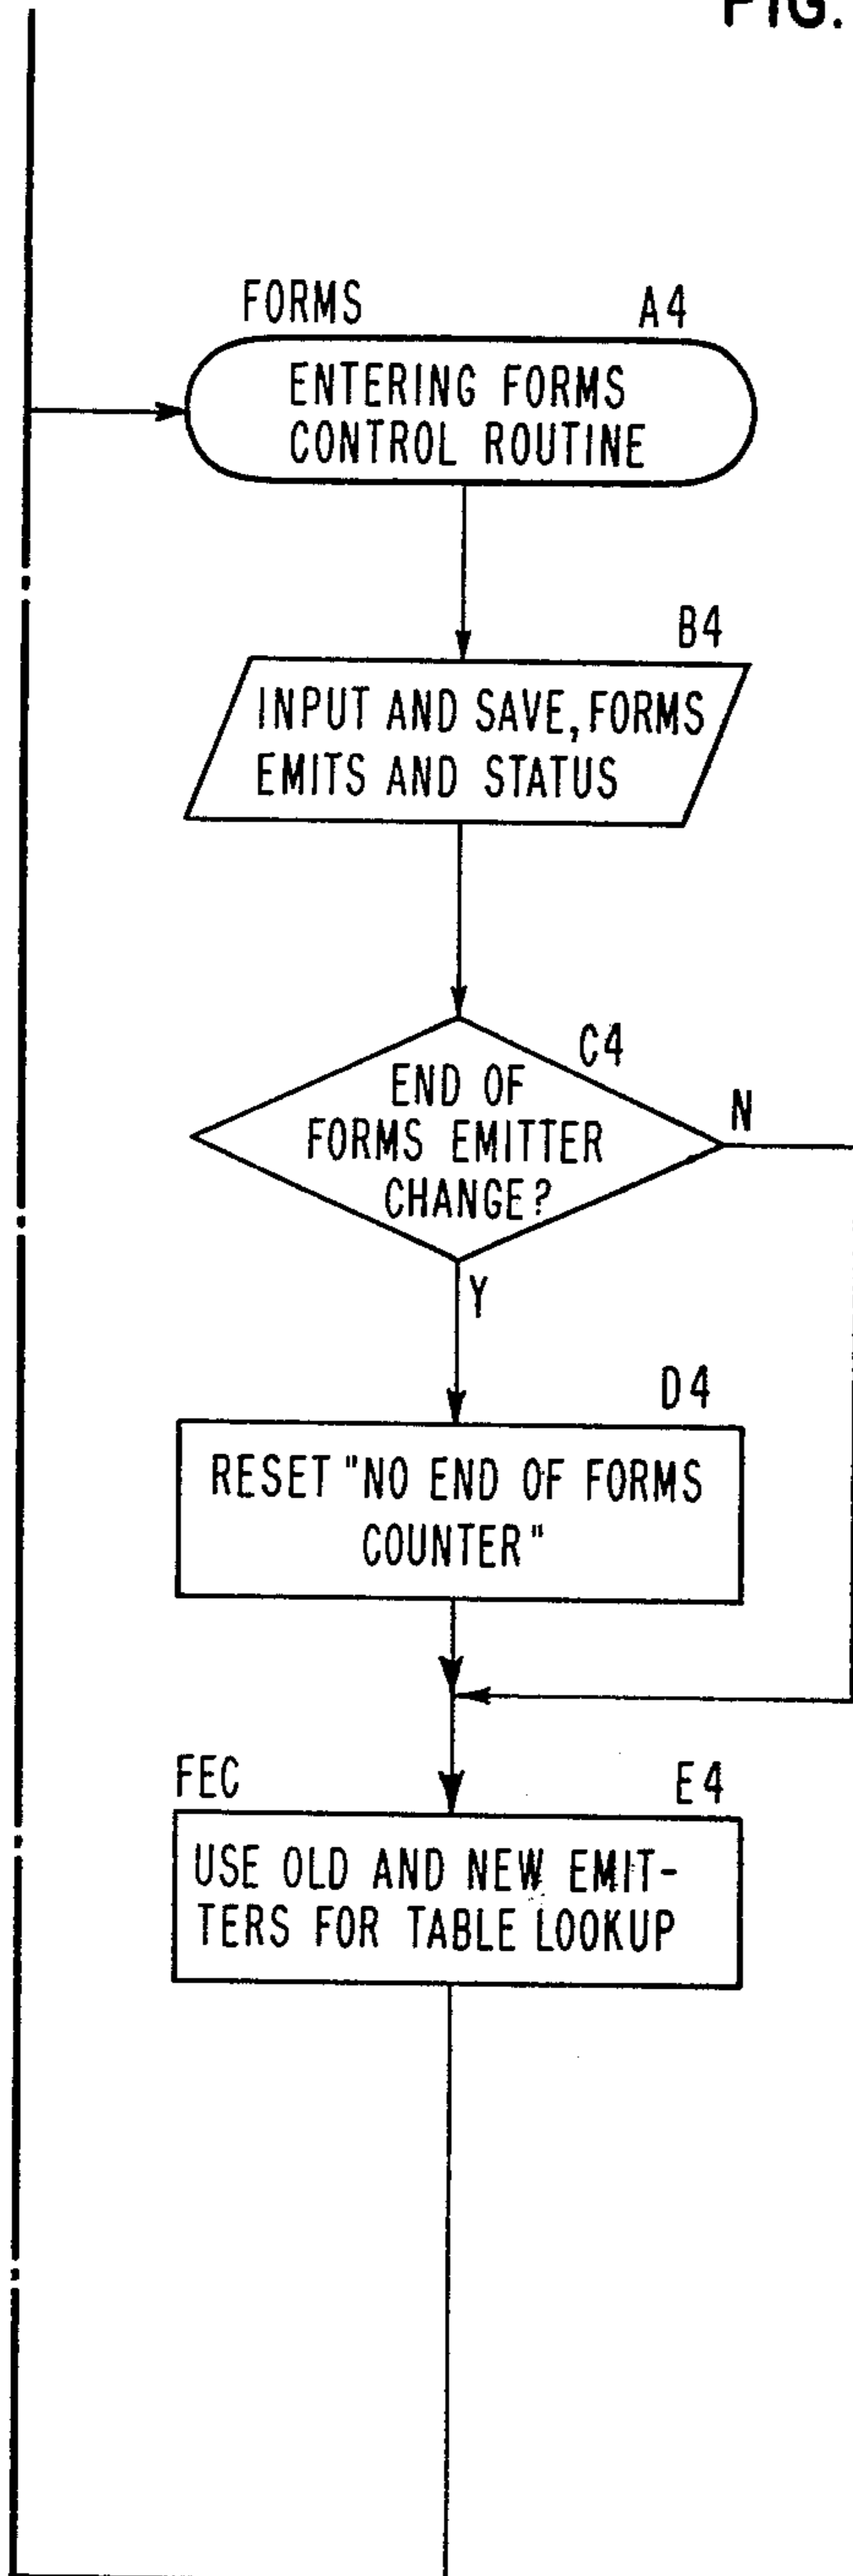 FIG.
FORMS A4
ENTERING FORMS
CONTROL ROUTINE
B4
INPUT AND SAVE, FORMS
EMITS AND STATUS
C4
END OF
FORMS EMITTER
CHANGE?
N
Y
D4
RESET "NO END OF FORMS
COUNTER"
FEC E4
USE OLD AND NEW EMIT-
TERS FOR TABLE LOOKUP